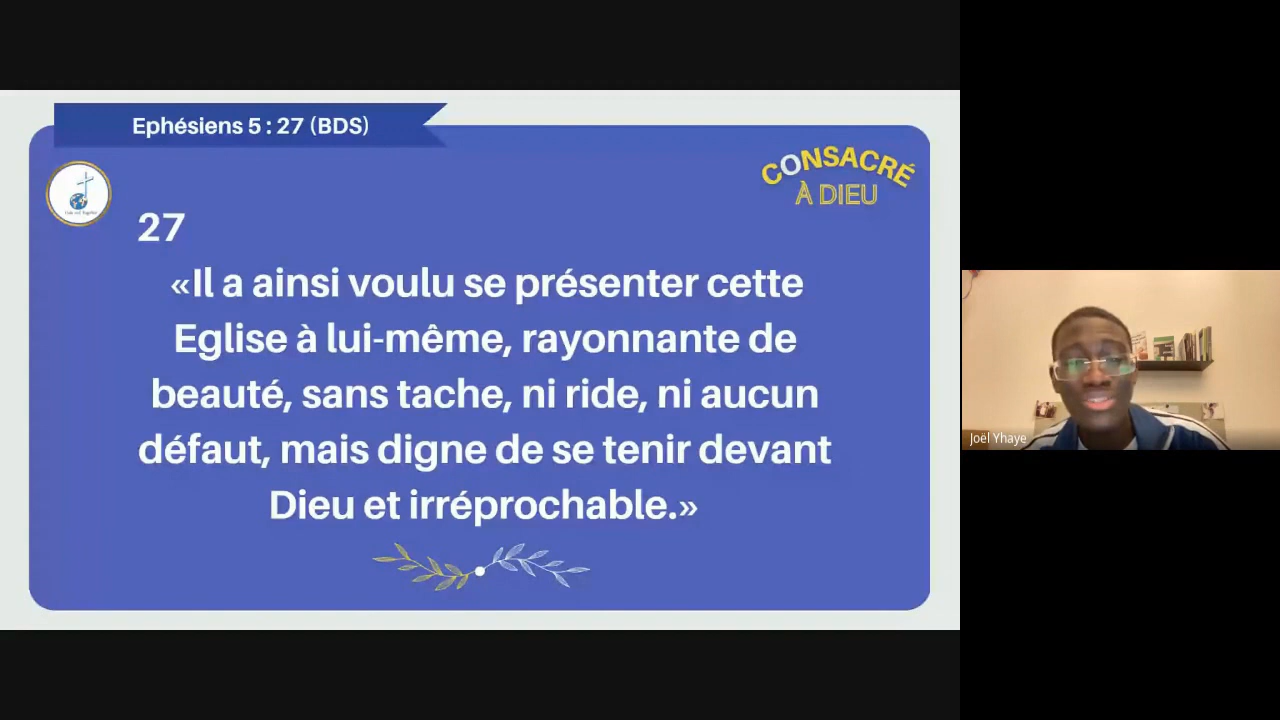 Ephésiens 5 : 27 (BDS)
CONSACRÉ
À DIEU
27
«Il a ainsi voulu se présenter cette
Eglise à lui-même, rayonnante de
beauté, sans tache, ni ride, ni aucun
défaut, mais digne de se tenir devant
Dieu et irréprochable.»
Joël Yhaye